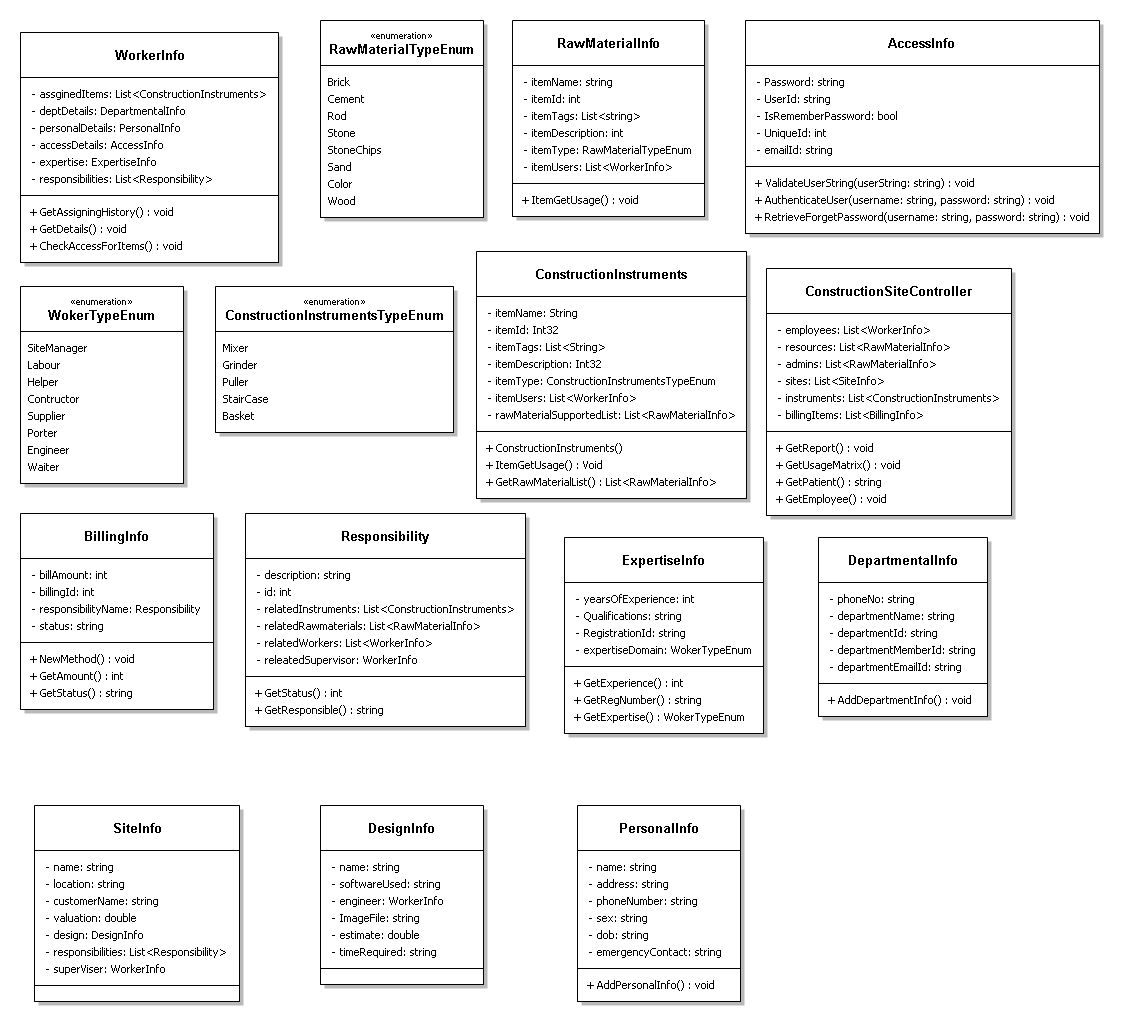 WorkerInfo
- assginedItems: List<ConstructionInstruments>
- deptDetails: DepartmentalInfo
- personalDetails: PersonalInfo
- accessDetails: AccessInfo
- expertise: ExpertiseInfo
- responsibilities: List<Responsibility>
+ GetAssigningHistory() : void
+ GetDetails() : void
+ CheckAccessForItems() : void
«enumeration»
RawMaterialTypeEnum
Brick
Cement
Rod
Stone
StoneChips
Sand
Color
Wood
RawMaterialInfo
- itemName: string
- itemId: int
- itemTags: List<string>
- itemDescription: int
- itemType: RawMaterialTypeEnum
- itemUsers: List<WorkerInfo>
+ ItemGetUsage() : void
AccessInfo
- Password: string
- UserId: string
- IsRememberPassword: bool
- UniqueId: int
- emailId: string
+ ValidateUserString(userString: string) : void
+ AuthenticateUser(username: string, password: string) : void
+ RetrieveForgetPassword(username: string, password: string) : void
«enumeration»
WokerTypeEnum
SiteManager
Labour
Helper
Contructor
Supplier
Porter
Engineer
Waiter
«enumeration»
ConstructionInstrumentsTypeEnum
Mixer
Grinder
Puller
StairCase
Basket
ConstructionInstruments
- itemName: String
- itemId: Int32
- itemTags: List<String>
- itemDescription: Int32
- itemType: ConstructionInstrumentsTypeEnum
- itemUsers: List<WorkerInfo>
- rawMaterialSupportedList: List<RawMaterialInfo>
+ ConstructionInstruments()
+ ItemGetUsage() : Void
+ GetRawMaterialList() : List<RawMaterialInfo>
ConstructionSiteController
- employees: List<WorkerInfo>
- resources: List<RawMaterialInfo>
- admins: List<RawMaterialInfo>
- sites: List<SiteInfo>
- instruments: List<ConstructionInstruments>
- billingItems: List<BillingInfo>
+ GetReport() : void
+ GetUsageMatrix() : void
+ GetPatient() : string
+ GetEmployee() : void
BillingInfo
- billAmount: int
- billingId: int
- responsibilityName: Responsibility
- status: string
+ NewMethod() : void
+ GetAmount() : int
+ GetStatus() : string
Responsibility
- description: string
- id: int
- relatedInstruments: List<ConstructionInstruments>
- relatedRawmaterials: List<RawMaterialInfo>
- relatedWorkers: List<WorkerInfo>
- releatedSupervisor: WorkerInfo
+ GetStatus() : int
+ GetResponsible() : string
ExpertiseInfo
- yearsOfExperience: int
- Qualifications: string
- RegistrationId: string
- expertiseDomain: WokerTypeEnum
+ GetExperience() : int
+ GetRegNumber() : string
+ GetExpertise() : WokerTypeEnum
DepartmentalInfo
- phoneNo: string
- departmentName: string
- departmentId: string
- departmentMemberId: string
- departmentEmailId: string
+ AddDepartmentInfo() : void
SiteInfo
- name: string
- location: string
- customerName: string
- valuation: double
- design: DesignInfo
- responsibilities: List<Responsibility>
- superViser: WorkerInfo
DesignInfo
- name: string
- softwareUsed: string
- engineer: WorkerInfo
- ImageFile: string
- estimate: double
- timeRequired: string
PersonalInfo
- name: string
- address: string
- phoneNumber: string
- sex: string
- dob: string
- emergencyContact: string
+ AddPersonalInfo() : void